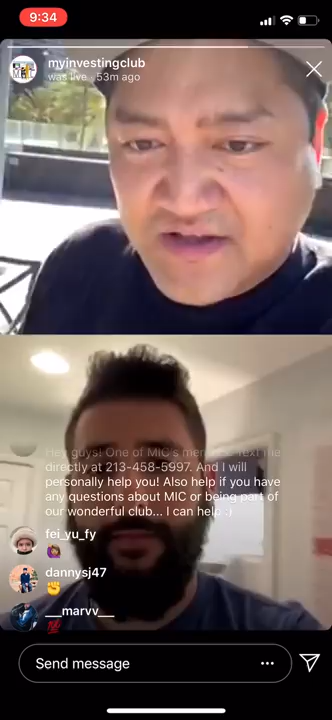 9:34
myinvestingclub
was live · 53m ago
Hey guys! One of MIC's
directly at 213-458-5997. And I will
personally help you! Also help if you have
any questions about MIC or being part of
our wonderful club... I can help :)
fei_yu_fy
🙋🏽‍♀️
dannysj47
✊
__marvv__
💯
Send message